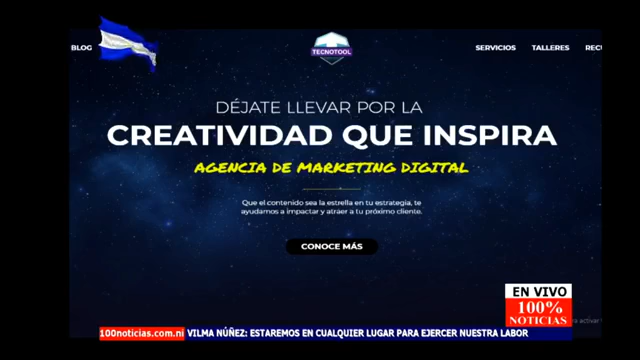 BLOG
TECNOTOOL
SERVICIOS
TALLERES
RECU
DÉJATE LLEVAR POR LA
CREATIVIDAD QUE INSPIRA
AGENCIA DE MARKETING DIGITAL
Que el contenido sea la estrella en tu estrategia, te
ayudamos a impactar y atraer a tu próximo cliente.
CONOCE MÁS
EN VIVO
100%
NOTICIAS
100noticias.com.ni
VILMA NÚÑEZ: ESTAREMOS EN CUALQUIER LUGAR PARA EJERCER NUESTRA LABOR